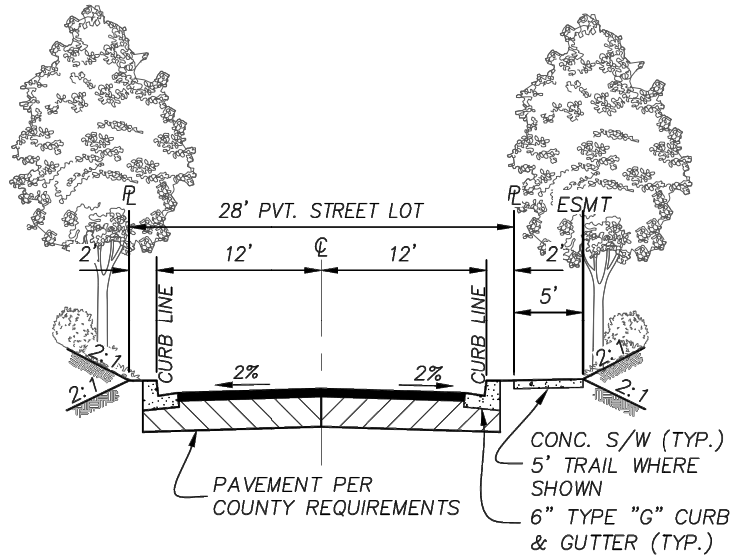 PL
PL
ESMT
28' PVT. STREET LOT
2'
12'
CL
12'
2'
5'
CURB LINE
CURB LINE
2:1
2:1
2%
2%
2:1
2:1
PAVEMENT PER
COUNTY REQUIREMENTS
CONC. S/W (TYP.)
5' TRAIL WHERE
SHOWN
6" TYPE "G" CURB
& GUTTER (TYP.)